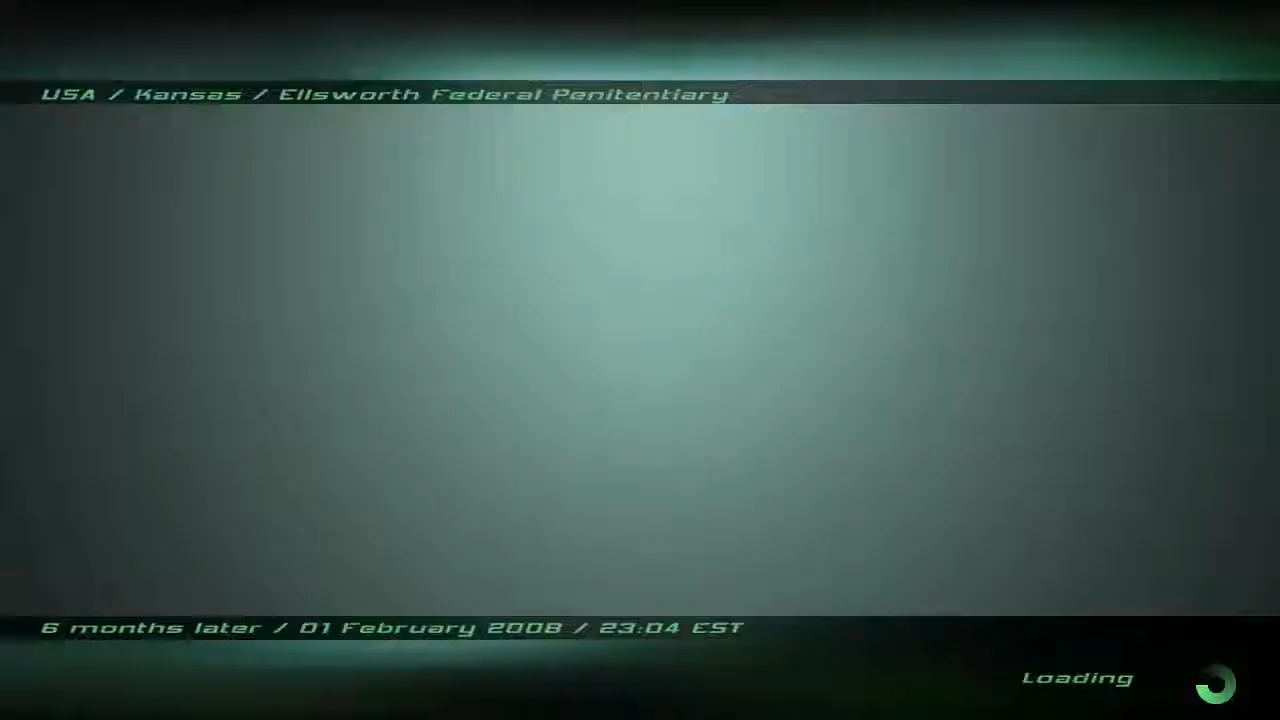 USA / Kansas / Ellsworth Federal Penitentiary
6 months later / 01 February 2008 / 23:04 EST
Loading